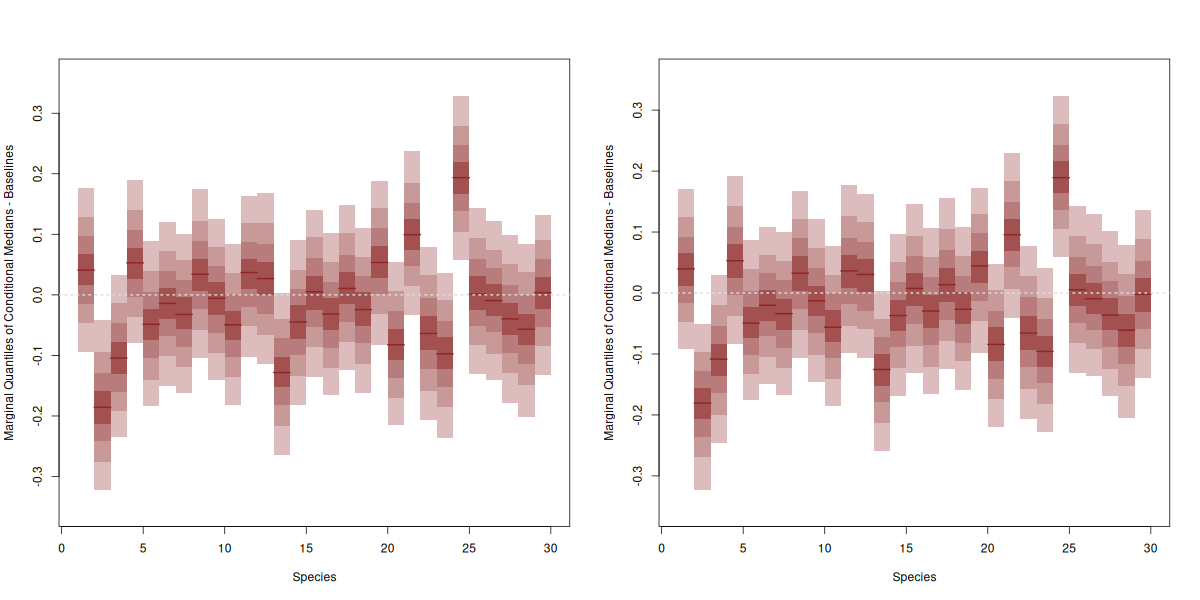 Marginal Quantiles of Conditional Medians - Baselines
0.3
0.2
0.1
0.0
-0.1
-0.2
-0.3
0 5 10 15 20 25 30
Species
Marginal Quantiles of Conditional Medians - Baselines
0.3
0.2
0.1
0.0
-0.1
-0.2
-0.3
0 5 10 15 20 25 30
Species